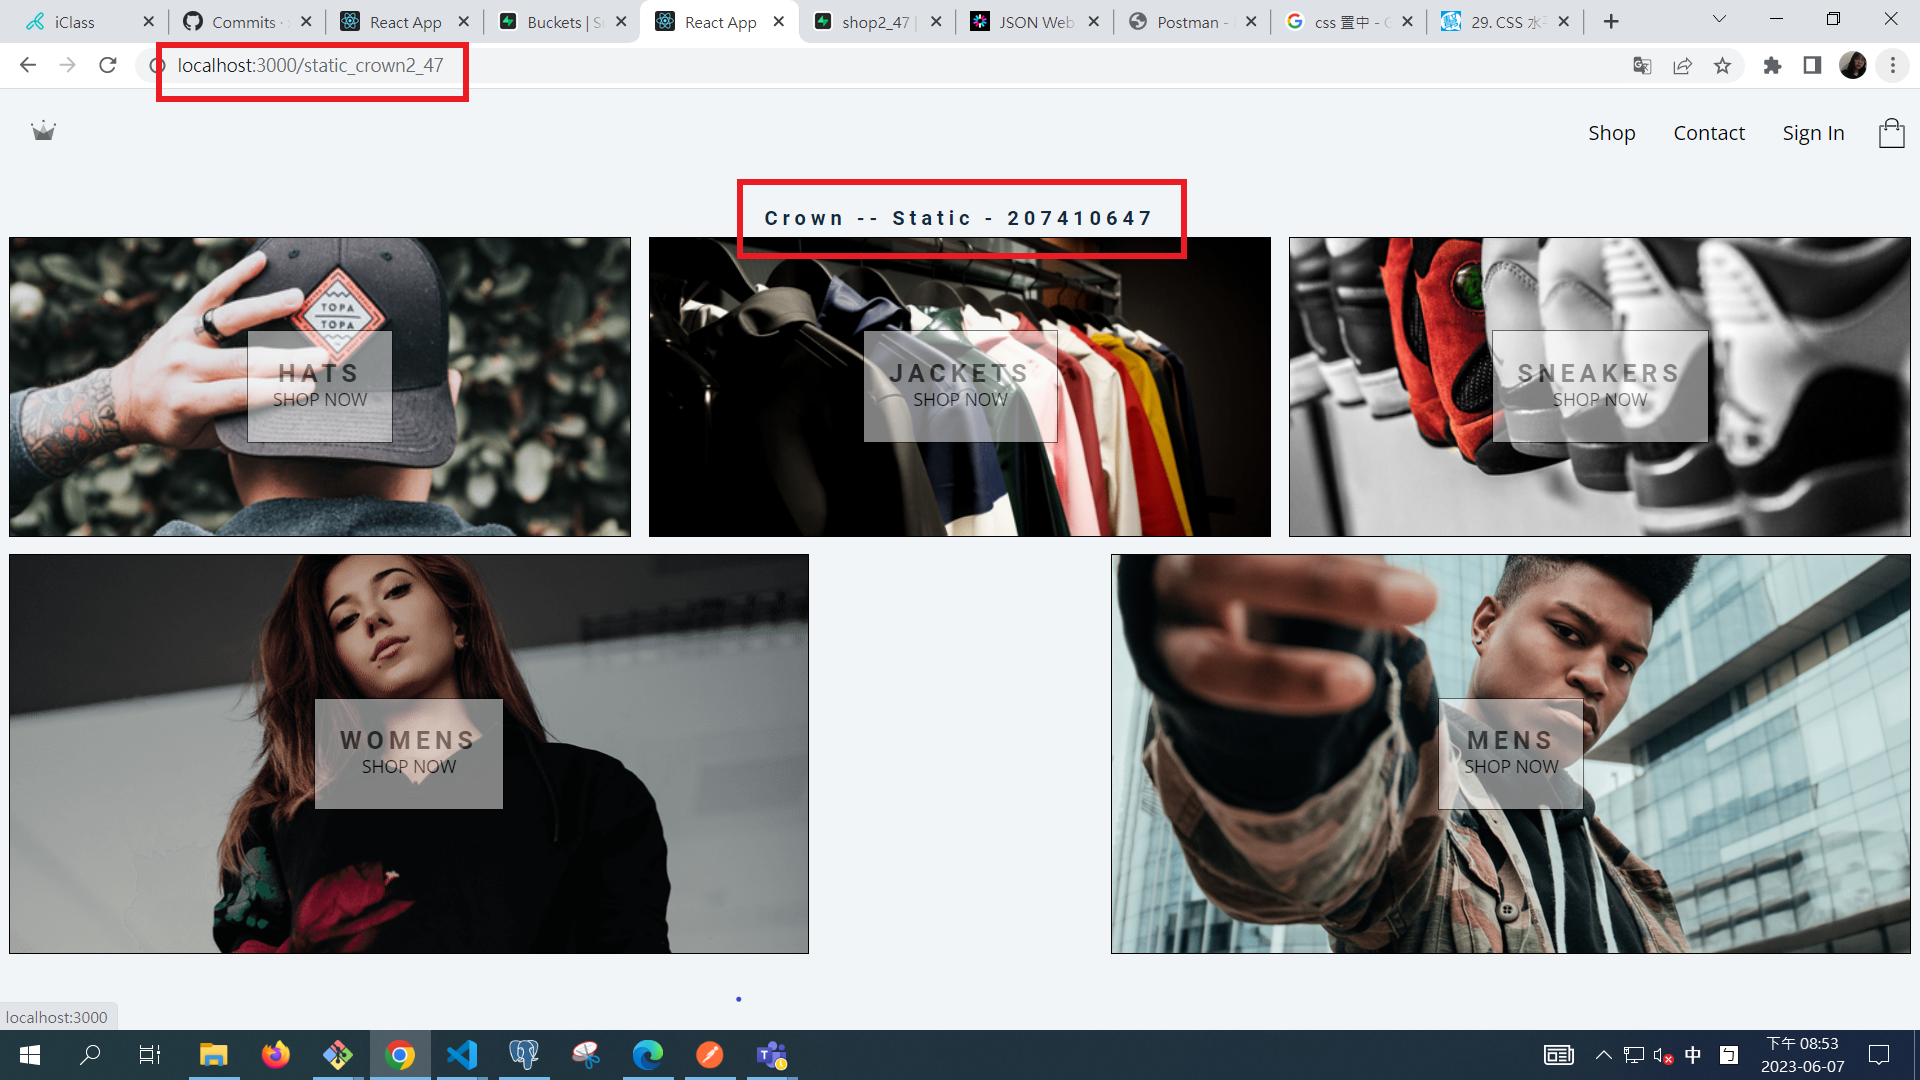 iClass
Commits ·
React App
Buckets | Su
React App
shop2_47 |
JSON Web
Postman -
css 置中 - G
29. CSS 水
localhost:3000/static_crown2_47
Shop
Contact
Sign In
Crown -- Static - 207410647
TOPA
TOPA
HATS
SHOP NOW
JACKETS
SHOP NOW
SNEAKERS
SHOP NOW
WOMENS
SHOP NOW
MENS
SHOP NOW
localhost:3000
中
下午 08:53
2023-06-07